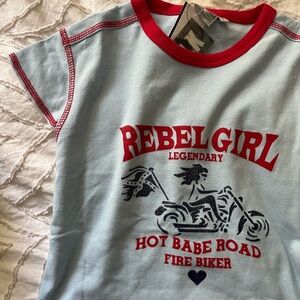 REBEL GIRL
LEGENDARY
HOT BABE ROAD
FIRE BIKER